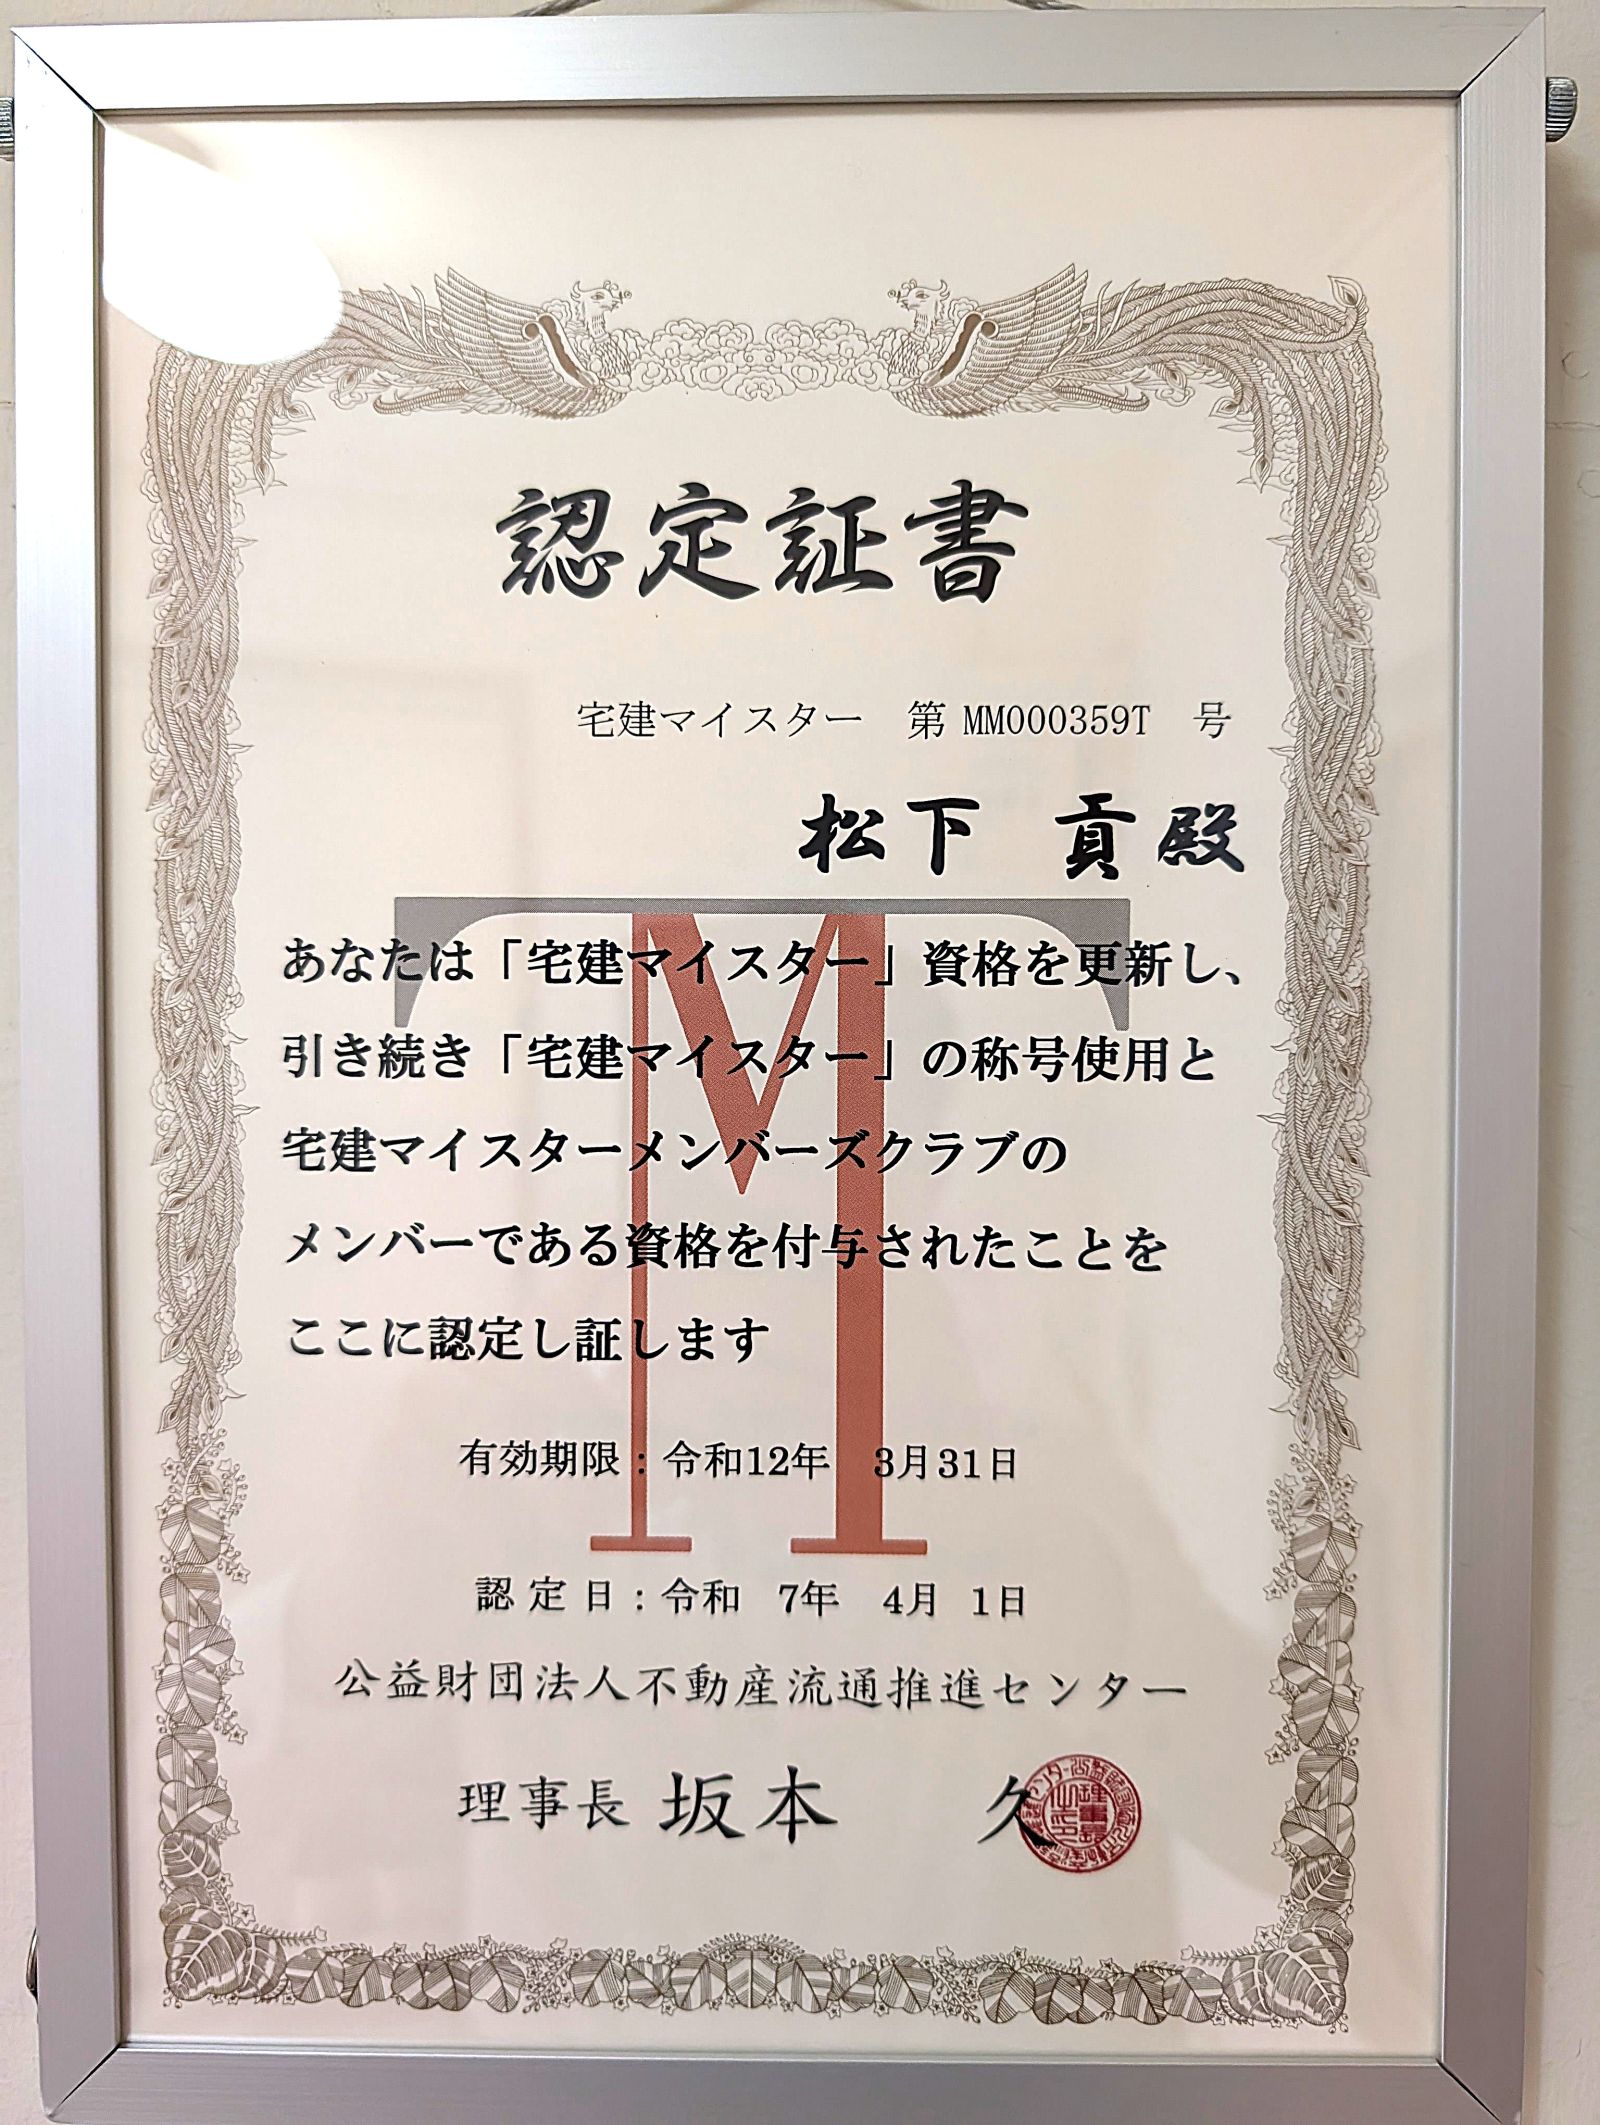 認定証書
宅建マイスター　第 MM000359T　号
松下　貢殿
あなたは「宅建マイスター」資格を更新し、
引き続き「宅建マイスター」の称号使用と
宅建マイスターメンバーズクラブの
メンバーである資格を付与されたことを
ここに認定し証します
有効期限：令和12年　3月31日
認定日：令和　7年　4月　1日
公益財団法人不動産流通推進センター
理事長 坂本　久